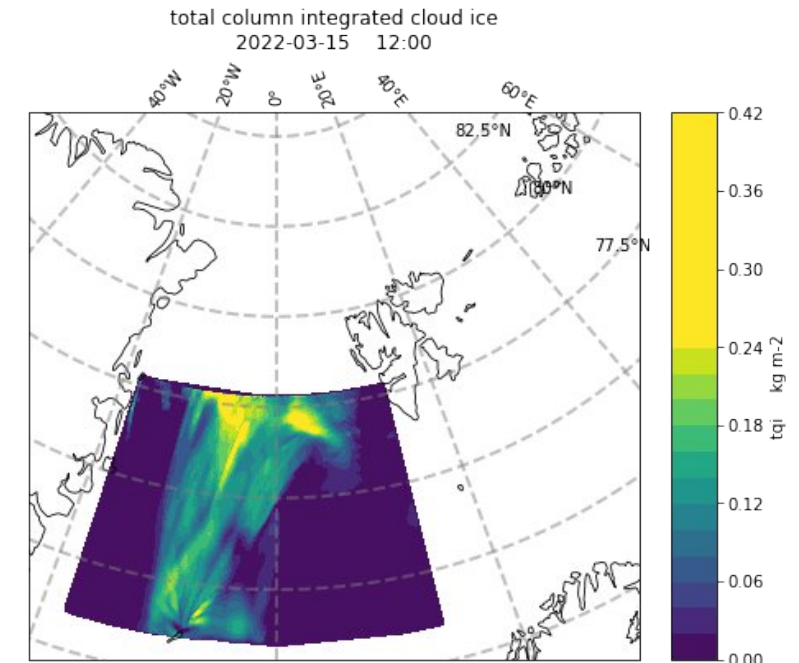 total column integrated cloud ice
2022-03-15 12:00
40°W
20°W
0°
20°E
40°E
60°E
82.5°N
80°N
77.5°N
0.42
0.36
0.30
0.24
0.18
0.12
0.06
0.00
tqi kg m-2